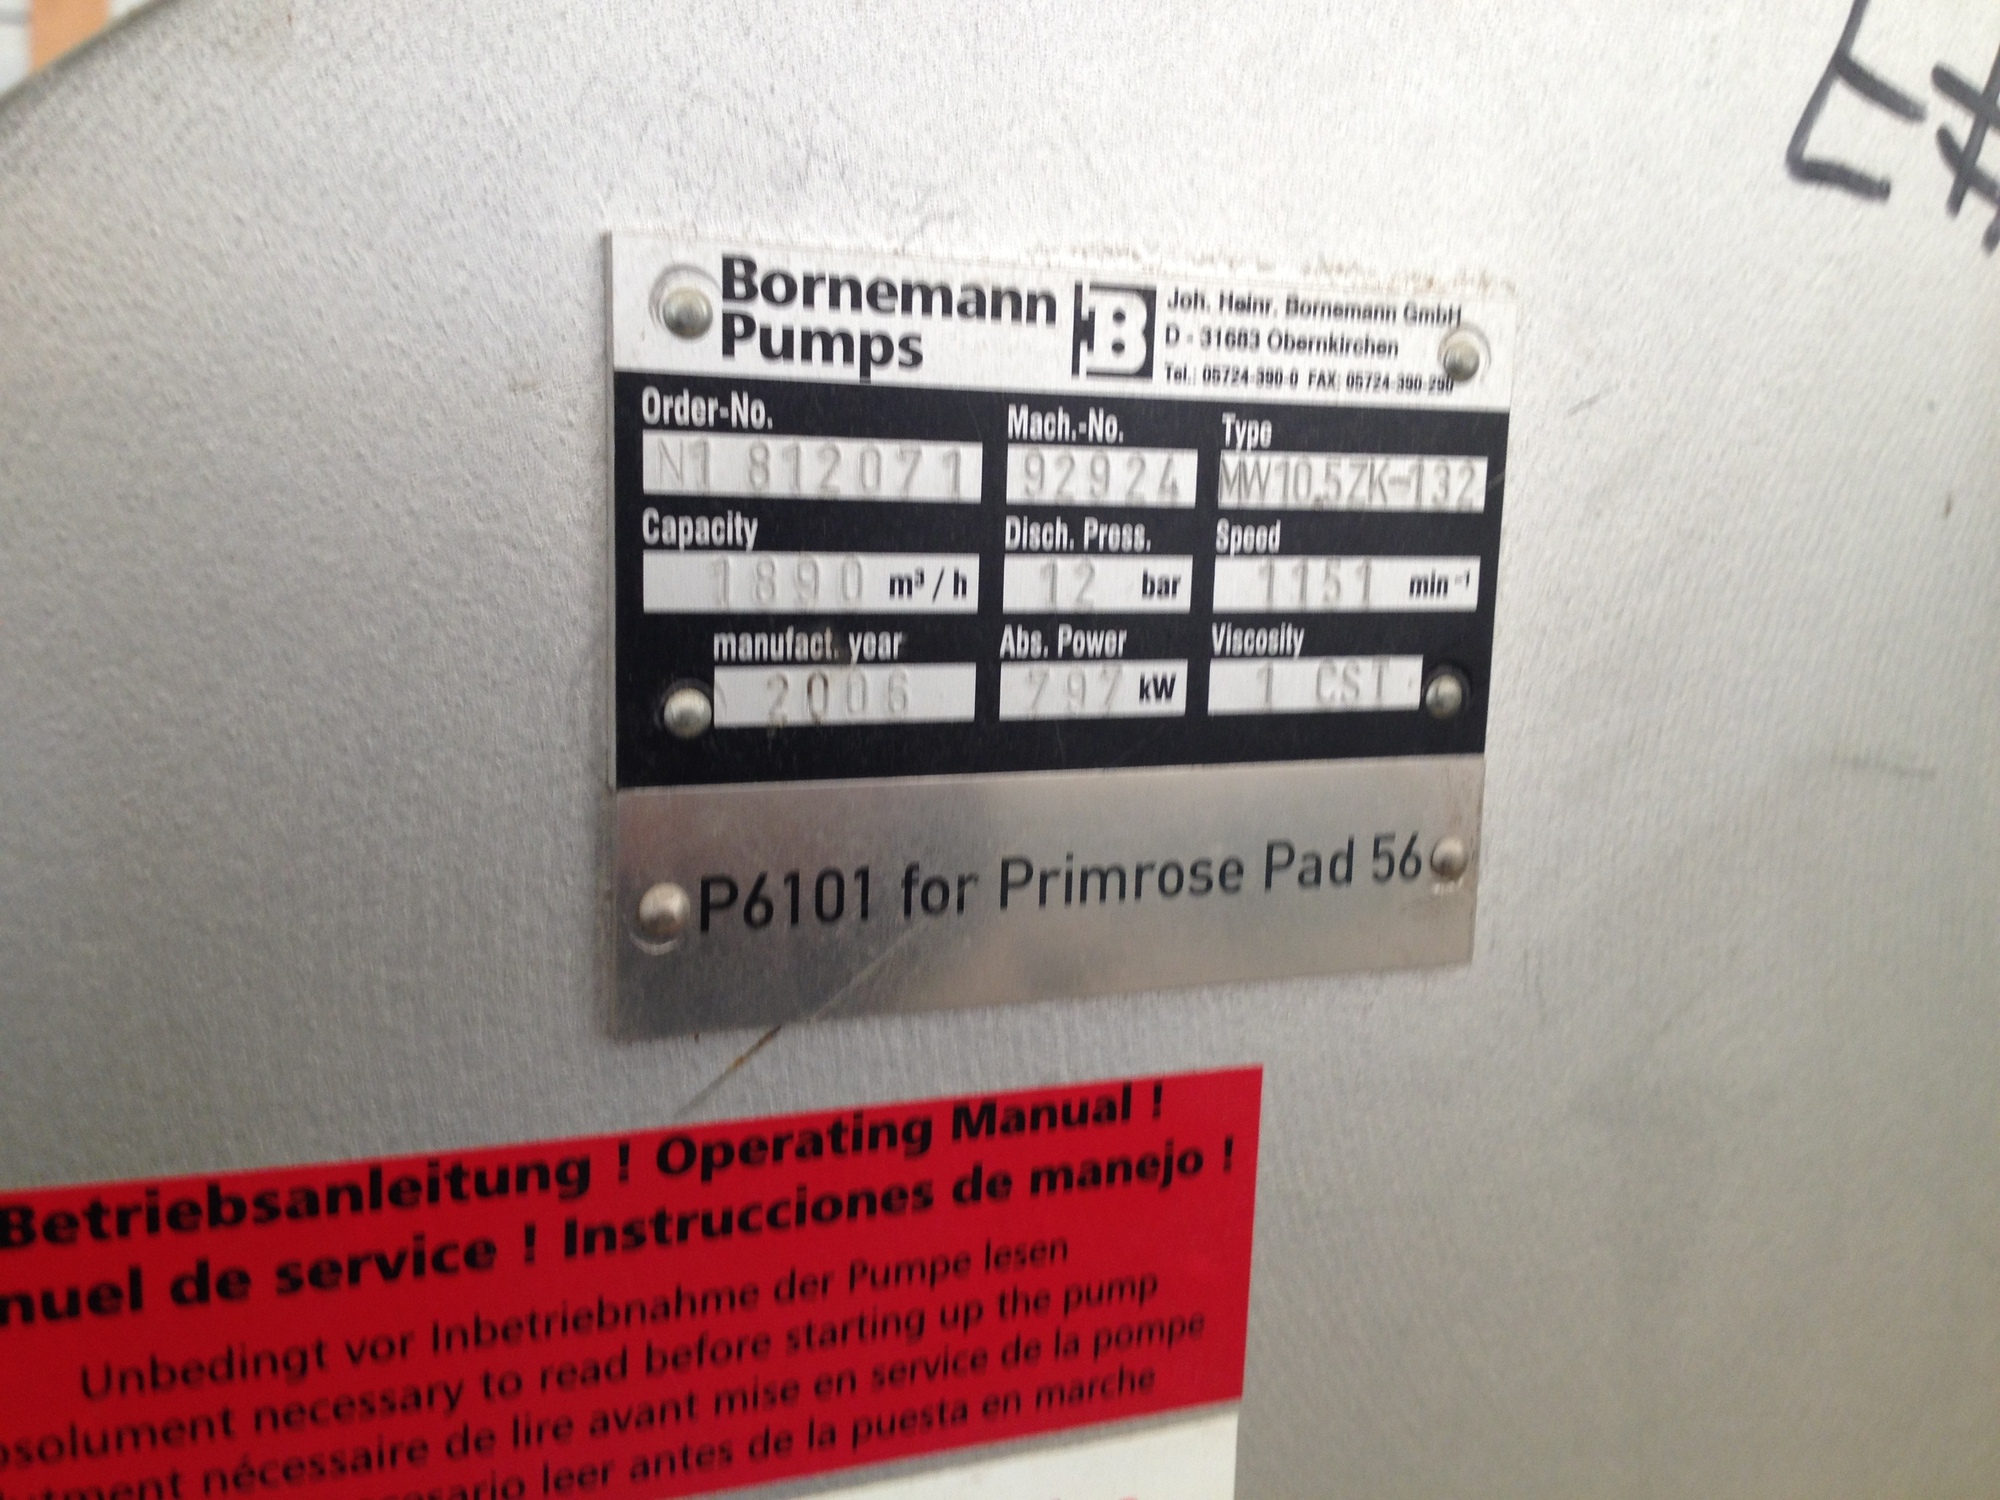 Bornemann
Pumps
B
Joh. Heinr. Bornemann GmbH
D - 31683 Obernkirchen
Tel.: 05724-390-0 FAX: 05724-390-290
Order-No. Mach.-No. Type
N1 812071 92924 MW10.5ZK-132
Capacity Disch. Press. Speed
1890 m³/h 12 bar 1151 min⁻¹
manufact. year Abs. Power Viscosity
2006 797 kW 1 CST
P6101 for Primrose Pad 56
Betriebsanleitung ! Operating Manual !
nuel de service ! Instrucciones de manejo !
Unbedingt vor Inbetriebnahme der Pumpe lesen
solument necessary to read before starting up the pump
tment nécessaire de lire avant mise en service de la pompe
esario leer antes de la puesta en marche